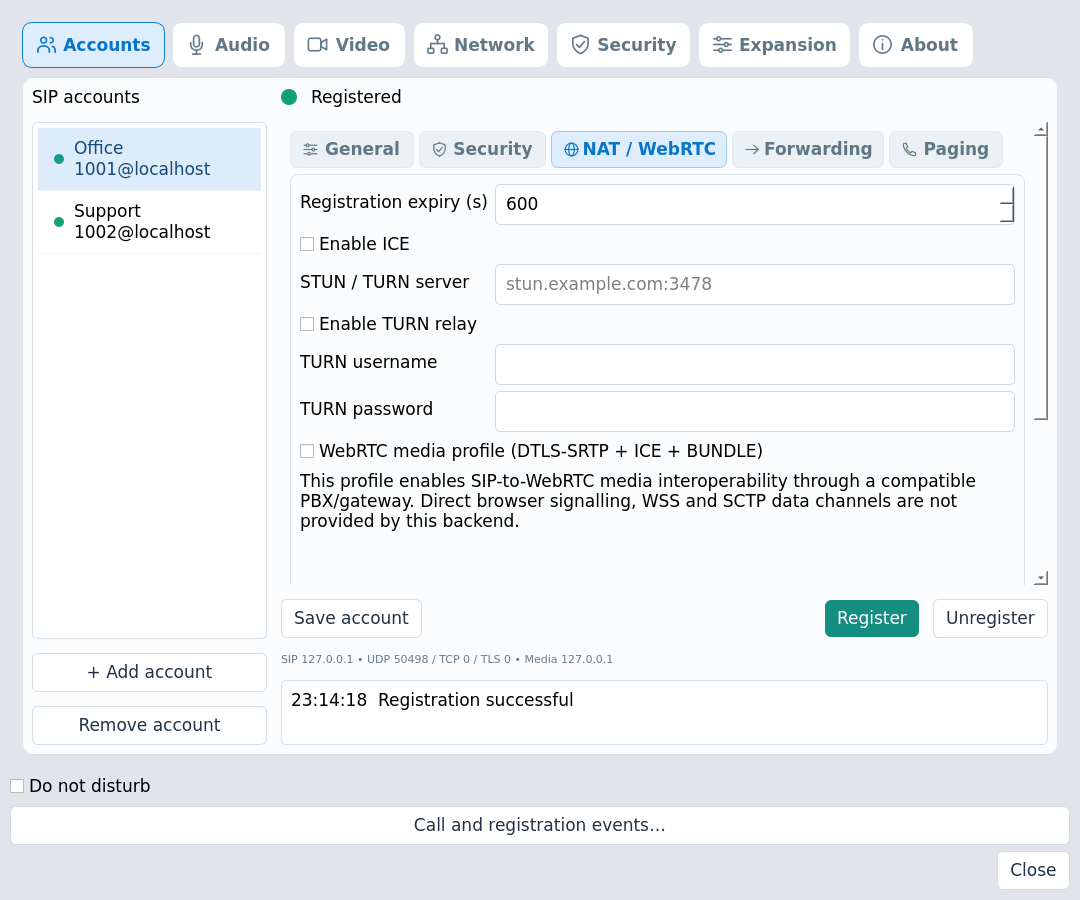 Accounts Audio Video Network Security Expansion About
SIP accounts
Registered
Office
1001@localhost
Support
1002@localhost
General Security NAT / WebRTC Forwarding Paging
Registration expiry (s) 600
Enable ICE
STUN / TURN server stun.example.com:3478
Enable TURN relay
TURN username
TURN password
WebRTC media profile (DTLS-SRTP + ICE + BUNDLE)
This profile enables SIP-to-WebRTC media interoperability through a compatible
PBX/gateway. Direct browser signalling, WSS and SCTP data channels are not
provided by this backend.
Save account Register Unregister
SIP 127.0.0.1 • UDP 50498 / TCP 0 / TLS 0 • Media 127.0.0.1
+ Add account
23:14:18 Registration successful
Remove account
Do not disturb
Call and registration events...
Close